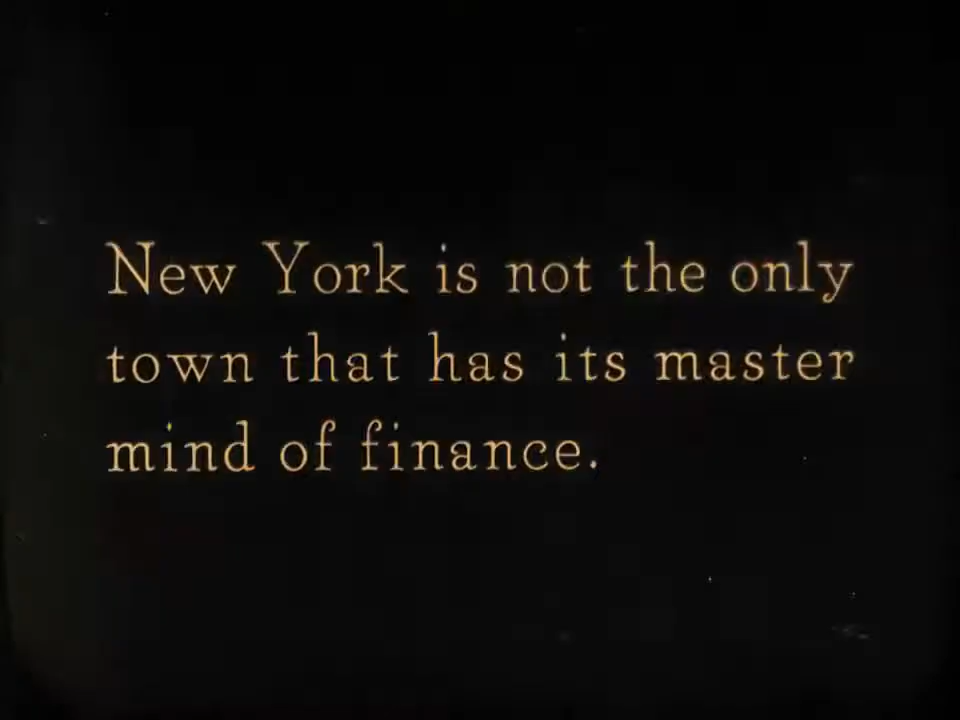 New York is not the only
town that has its master
mind of finance.